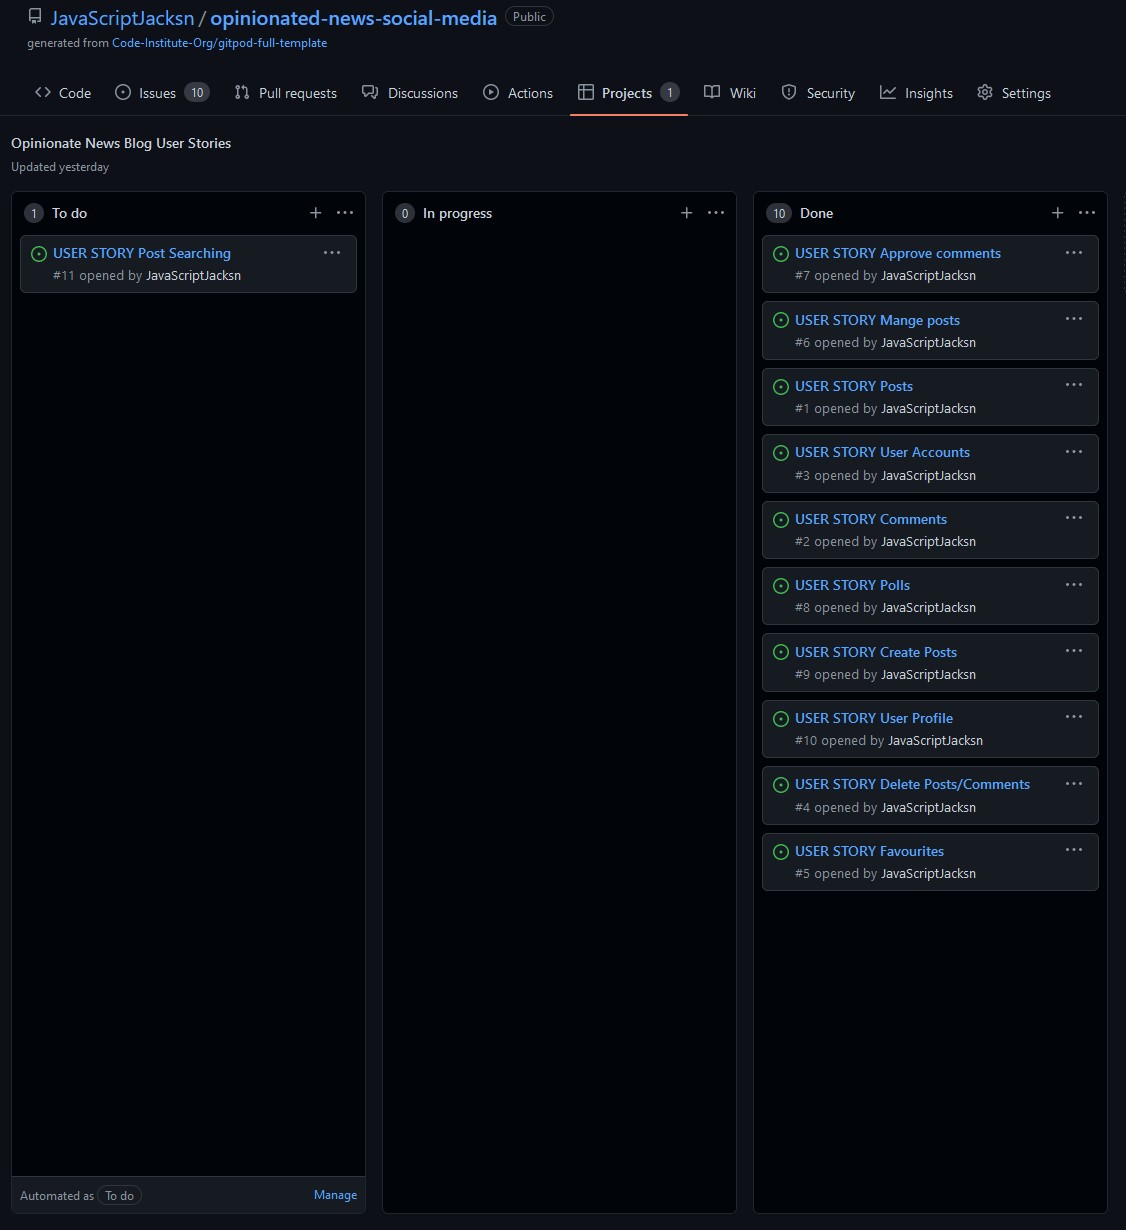 JavaScriptJacksn / opinionated-news-social-media Public
generated from Code-Institute-Org/gitpod-full-template
Code Issues 10 Pull requests Discussions Actions Projects 1 Wiki Security Insights Settings
Opinionate News Blog User Stories
Updated yesterday
1 To do
USER STORY Post Searching
#11 opened by JavaScriptJacksn
Automated as To do Manage
0 In progress
10 Done
USER STORY Approve comments
#7 opened by JavaScriptJacksn
USER STORY Mange posts
#6 opened by JavaScriptJacksn
USER STORY Posts
#1 opened by JavaScriptJacksn
USER STORY User Accounts
#3 opened by JavaScriptJacksn
USER STORY Comments
#2 opened by JavaScriptJacksn
USER STORY Polls
#8 opened by JavaScriptJacksn
USER STORY Create Posts
#9 opened by JavaScriptJacksn
USER STORY User Profile
#10 opened by JavaScriptJacksn
USER STORY Delete Posts/Comments
#4 opened by JavaScriptJacksn
USER STORY Favourites
#5 opened by JavaScriptJacksn